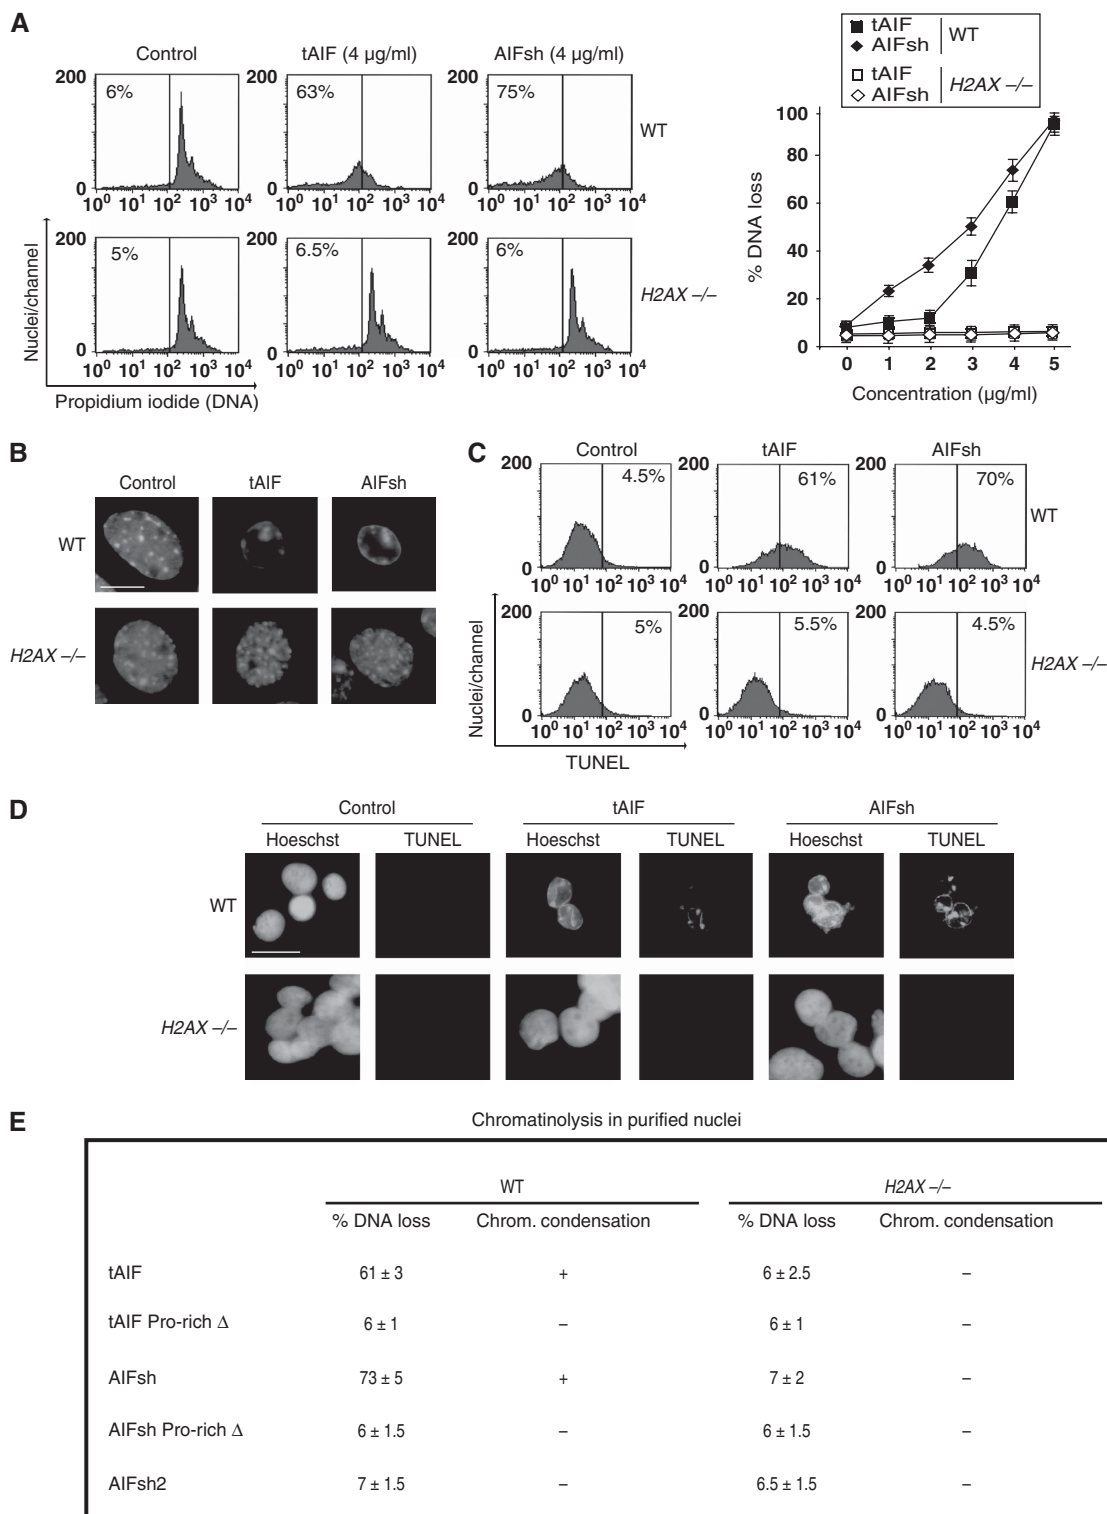 A
Control
tAIF (4 µg/ml)
AIFsh (4 µg/ml)
200
6%
0
10⁰ 10¹ 10² 10³ 10⁴
200
63%
0
10⁰ 10¹ 10² 10³ 10⁴
200
75%
0
10⁰ 10¹ 10² 10³ 10⁴
WT
200
5%
0
10⁰ 10¹ 10² 10³ 10⁴
200
6.5%
0
10⁰ 10¹ 10² 10³ 10⁴
200
6%
0
10⁰ 10¹ 10² 10³ 10⁴
H2AX –/–
Nuclei/channel
Propidium iodide (DNA)
tAIF
AIFsh
WT
tAIF
AIFsh
H2AX –/–
% DNA loss
100
80
60
40
20
0
0 1 2 3 4 5
Concentration (µg/ml)
B
Control tAIF AIFsh
WT
H2AX –/–
C
Control
tAIF
AIFsh
200
4.5%
0
10⁰ 10¹ 10² 10³ 10⁴
200
61%
0
10⁰ 10¹ 10² 10³ 10⁴
200
70%
0
10⁰ 10¹ 10² 10³ 10⁴
WT
200
5%
0
10⁰ 10¹ 10² 10³ 10⁴
200
5.5%
0
10⁰ 10¹ 10² 10³ 10⁴
200
4.5%
0
10⁰ 10¹ 10² 10³ 10⁴
H2AX –/–
Nuclei/channel
TUNEL
D
Control tAIF AIFsh
Hoeschst TUNEL Hoeschst TUNEL Hoeschst TUNEL
WT
H2AX –/–
E
Chromatinolysis in purified nuclei
WT H2AX –/–
% DNA loss Chrom. condensation % DNA loss Chrom. condensation
tAIF 61 ± 3 + 6 ± 2.5 –
tAIF Pro-rich Δ 6 ± 1 – 6 ± 1 –
AIFsh 73 ± 5 + 7 ± 2 –
AIFsh Pro-rich Δ 6 ± 1.5 – 6 ± 1.5 –
AIFsh2 7 ± 1.5 – 6.5 ± 1.5 –